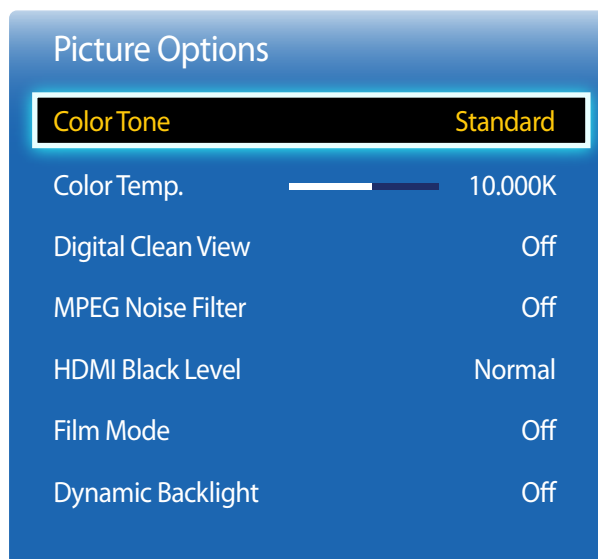 Picture Options
Color Tone Standard
Color Temp. 10.000K
Digital Clean View Off
MPEG Noise Filter Off
HDMI Black Level Normal
Film Mode Off
Dynamic Backlight Off